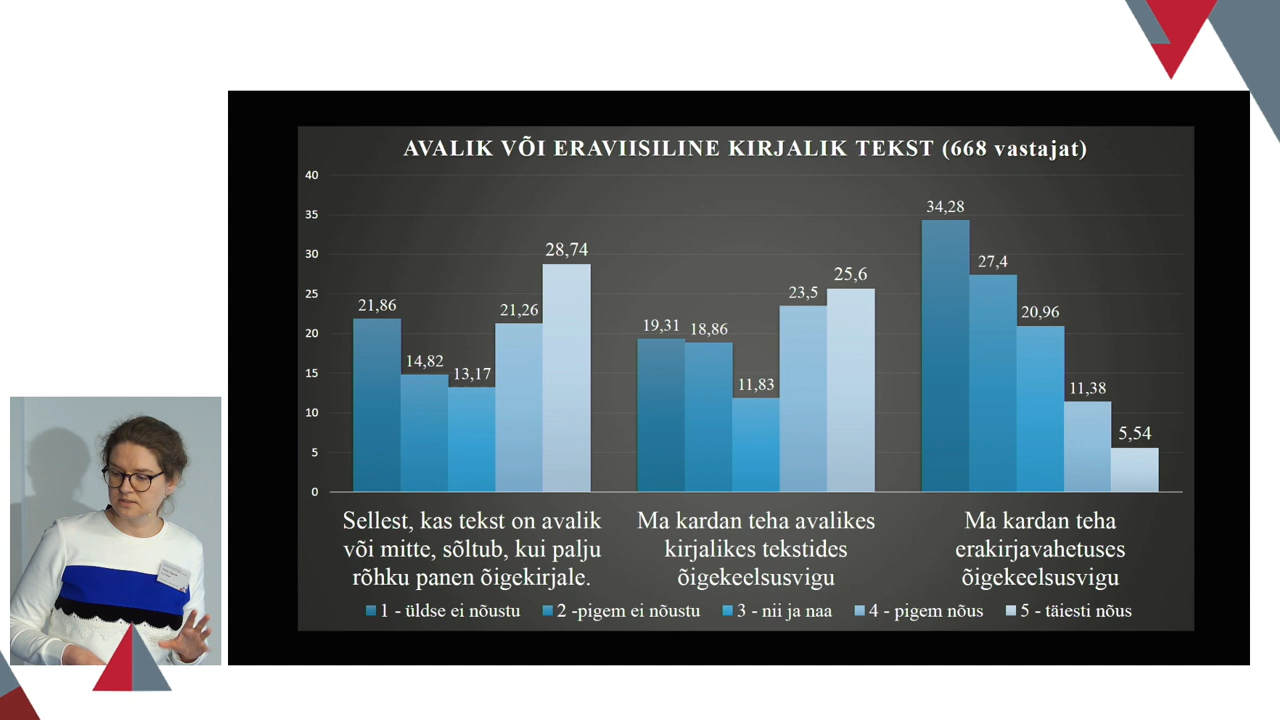 AVALIK VÕI ERAVIISILINE KIRJALIK TEKST (668 vastajat)
40
35
30
25
20
15
10
5
0
21,86
14,82
13,17
21,26
28,74
19,31
18,86
11,83
23,5
25,6
34,28
27,4
20,96
11,38
5,54
Sellest, kas tekst on avalik
või mitte, sõltub, kui palju
rõhku panen õigekirjale.
Ma kardan teha avalikes
kirjalikes tekstides
õigekeelsusvigu
Ma kardan teha
erakirjavahetuses
õigekeelsusvigu
1 - üldse ei nõustu 2 -pigem ei nõustu 3 - nii ja naa 4 - pigem nõus 5 - täiesti nõus